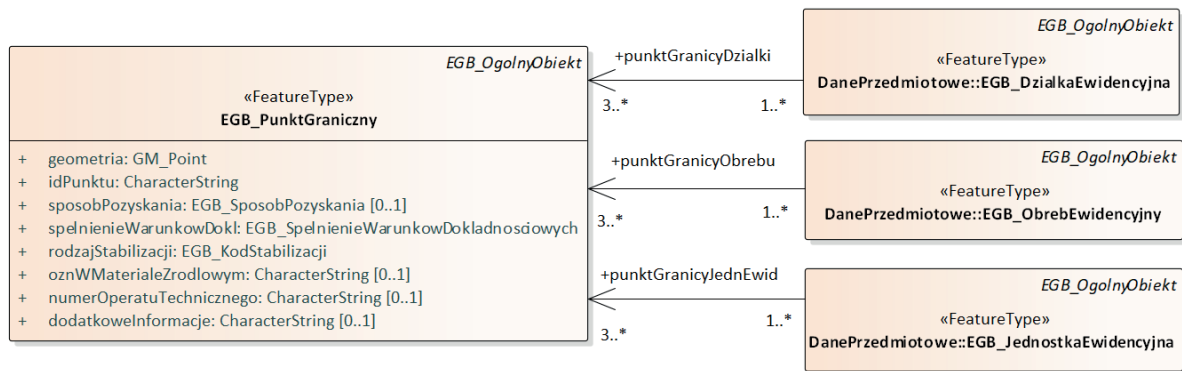 EGB_OgolnyObiekt
«FeatureType»
EGB_PunktGraniczny
+ geometria: GM_Point
+ idPunktu: CharacterString
+ sposobPozyskania: EGB_SposobPozyskania [0..1]
+ spelnienieWarunkowDokl: EGB_SpelnienieWarunkowDokladnosciowych
+ rodzajStabilizacji: EGB_KodStabilizacji
+ oznWMaterialeZrodlowym: CharacterString [0..1]
+ numerOperatuTechnicznego: CharacterString [0..1]
+ dodatkoweInformacje: CharacterString [0..1]
+punktGranicyDzialki
3..* 1..*
EGB_OgolnyObiekt
«FeatureType»
DanePrzedmiotowe::EGB_DzialkaEwidencyjna
+punktGranicyObrebu
3..* 1..*
EGB_OgolnyObiekt
«FeatureType»
DanePrzedmiotowe::EGB_ObrebEwidencyjny
+punktGranicyJednEwid
3..* 1..*
EGB_OgolnyObiekt
«FeatureType»
DanePrzedmiotowe::EGB_JednostkaEwidencyjna